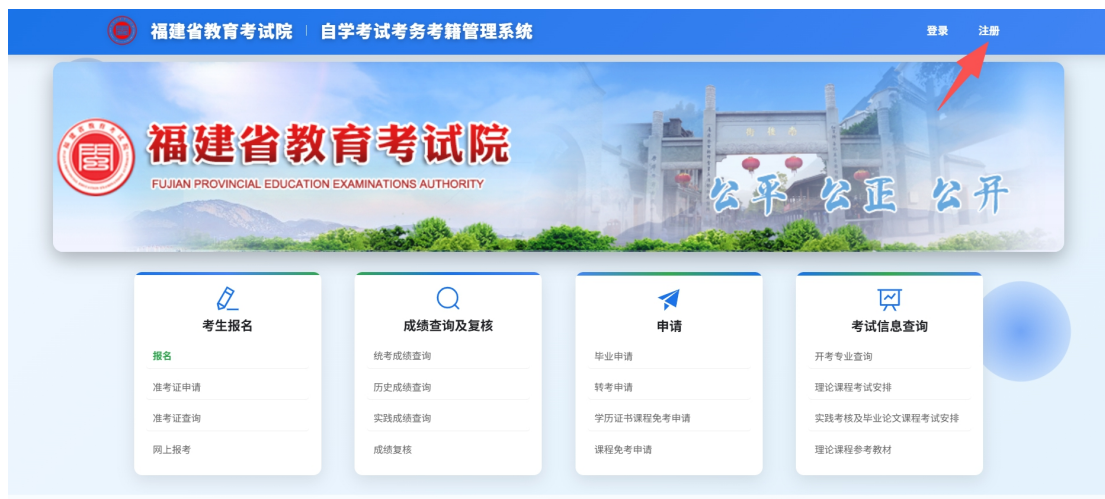 福建省教育考试院 | 自学考试考务考籍管理系统
登录 注册
福建省教育考试院
FUJIAN PROVINCIAL EDUCATION EXAMINATIONS AUTHORITY
公平 公正 公开
考生报名
报名
准考证申请
准考证查询
网上报考
成绩查询及复核
统考成绩查询
历史成绩查询
实践成绩查询
成绩复核
申请
毕业申请
转考申请
学历证书课程免考申请
课程免考申请
考试信息查询
开考专业查询
理论课程考试安排
实践考核及毕业论文课程考试安排
理论课程参考教材